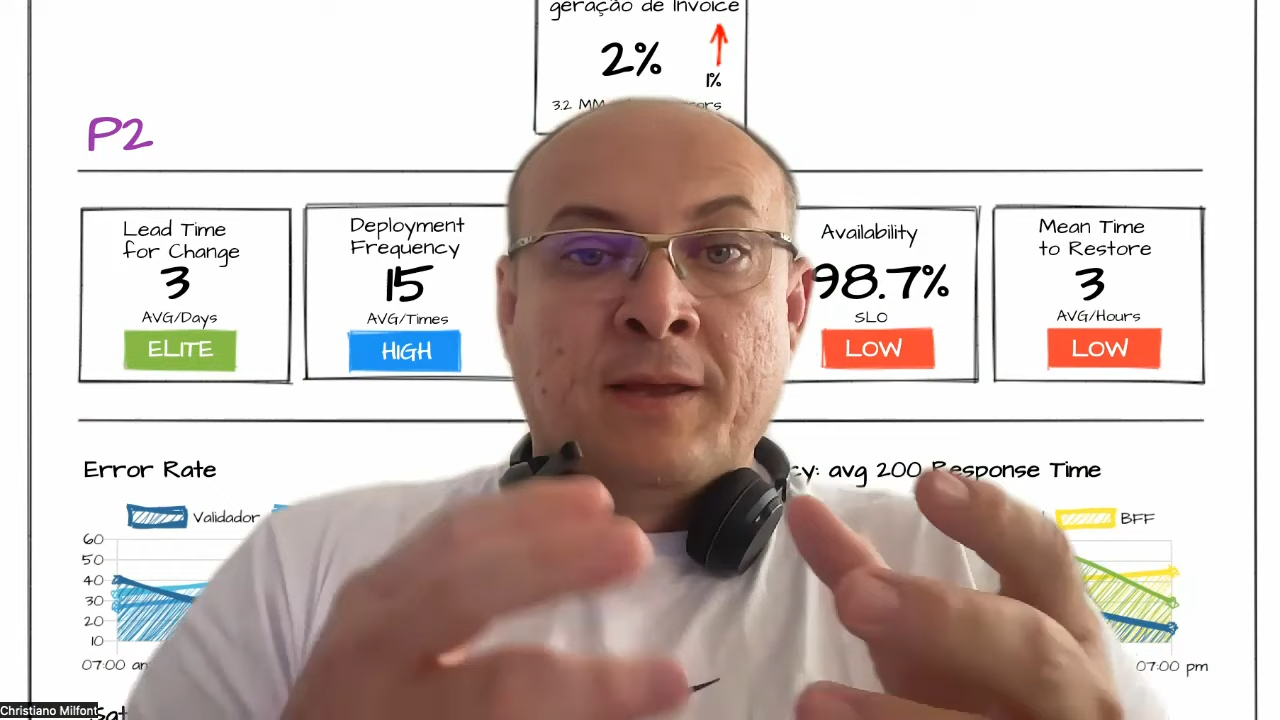 geração de Invoice
2%
1%
3.2 MM
P2
Lead Time
for Change
3
AVG/Days
ELITE
Deployment
Frequency
15
AVG/Times
HIGH
Availability
98.7%
SLO
LOW
Mean Time
to Restore
3
AVG/Hours
LOW
Error Rate
Validador
60
50
40
30
20
10
07:00 am
avg 200 Response Time
BFF
07:00 pm
Christiano Milfont